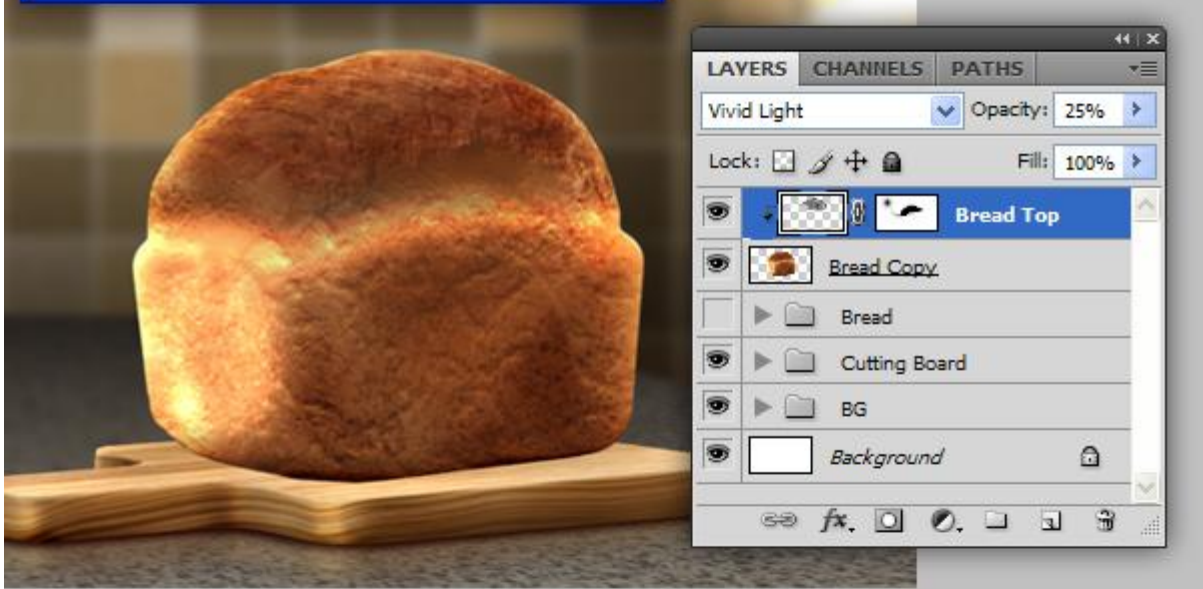 LAYERS CHANNELS PATHS
Vivid Light Opacity: 25%
Lock: Fill: 100%
Bread Top
Bread Copy
Bread
Cutting Board
BG
Background
fx.